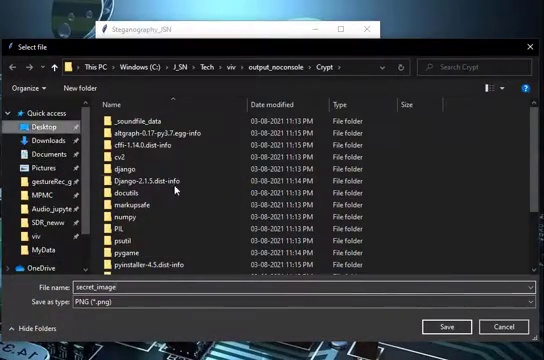 Steganography_JSN
Select file
This PC > Windows (C:) > J_SN > Tech > viv > output_noconsole > Crypt >
Search Crypt
Organize
New folder
Name
Date modified
Type
Size
Quick access
Desktop
Downloads
Documents
Pictures
gestureRec_g
MPMC
Audio_jupyte
SDR_neww
viv
MyData
OneDrive
_soundfile_data 03-08-2021 11:13 PM File folder
altgraph-0.17-py3.7.egg-info 03-08-2021 11:15 PM File folder
cffi-1.14.0.dist-info 03-08-2021 11:15 PM File folder
cv2 03-08-2021 11:13 PM File folder
django 03-08-2021 11:13 PM File folder
Django-2.1.5.dist-info 03-08-2021 11:14 PM File folder
docutils 03-08-2021 11:13 PM File folder
markupsafe 03-08-2021 11:13 PM File folder
numpy 03-08-2021 11:13 PM File folder
PIL 03-08-2021 11:13 PM File folder
psutil 03-08-2021 11:13 PM File folder
pygame 03-08-2021 11:14 PM File folder
pyinstaller-4.5.dist-info 03-08-2021 11:14 PM File folder
File name: secret_image
Save as type: PNG (*.png)
Hide Folders
Save
Cancel